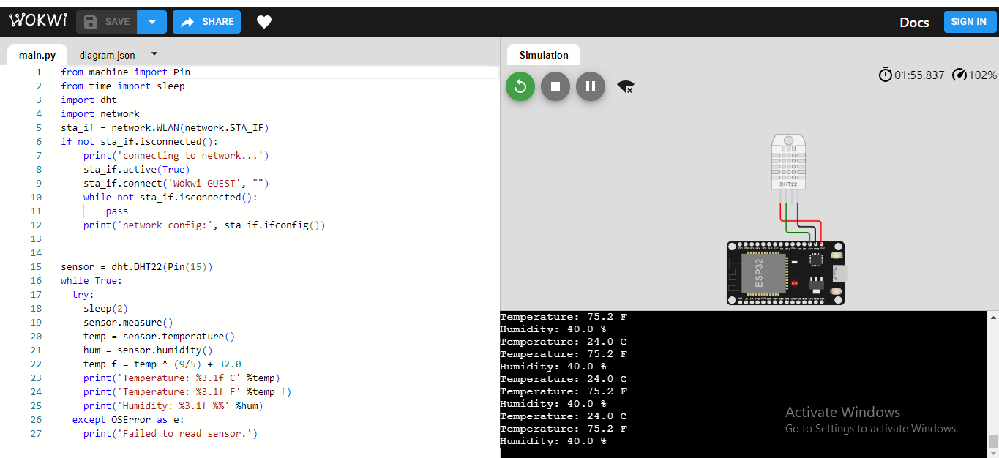 WOKWI SAVE SHARE Docs SIGN IN
main.py diagram.json
1 from machine import Pin
2 from time import sleep
3 import dht
4 import network
5 sta_if = network.WLAN(network.STA_IF)
6 if not sta_if.isconnected():
7     print('connecting to network...')
8     sta_if.active(True)
9     sta_if.connect('Wokwi-GUEST', "")
10     while not sta_if.isconnected():
11         pass
12     print('network config:', sta_if.ifconfig())
13
14
15 sensor = dht.DHT22(Pin(15))
16 while True:
17   try:
18     sleep(2)
19     sensor.measure()
20     temp = sensor.temperature()
21     hum = sensor.humidity()
22     temp_f = temp * (9/5) + 32.0
23     print('Temperature: %3.1f C' %temp)
24     print('Temperature: %3.1f F' %temp_f)
25     print('Humidity: %3.1f %%' %hum)
26   except OSError as e:
27     print('Failed to read sensor.')
Simulation
01:55.837 102%
DHT22
ESP32
Temperature: 75.2 F
Humidity: 40.0 %
Temperature: 24.0 C
Temperature: 75.2 F
Humidity: 40.0 %
Temperature: 24.0 C
Temperature: 75.2 F
Humidity: 40.0 %
Temperature: 24.0 C
Temperature: 75.2 F
Humidity: 40.0 %
Activate Windows
Go to Settings to activate Windows.